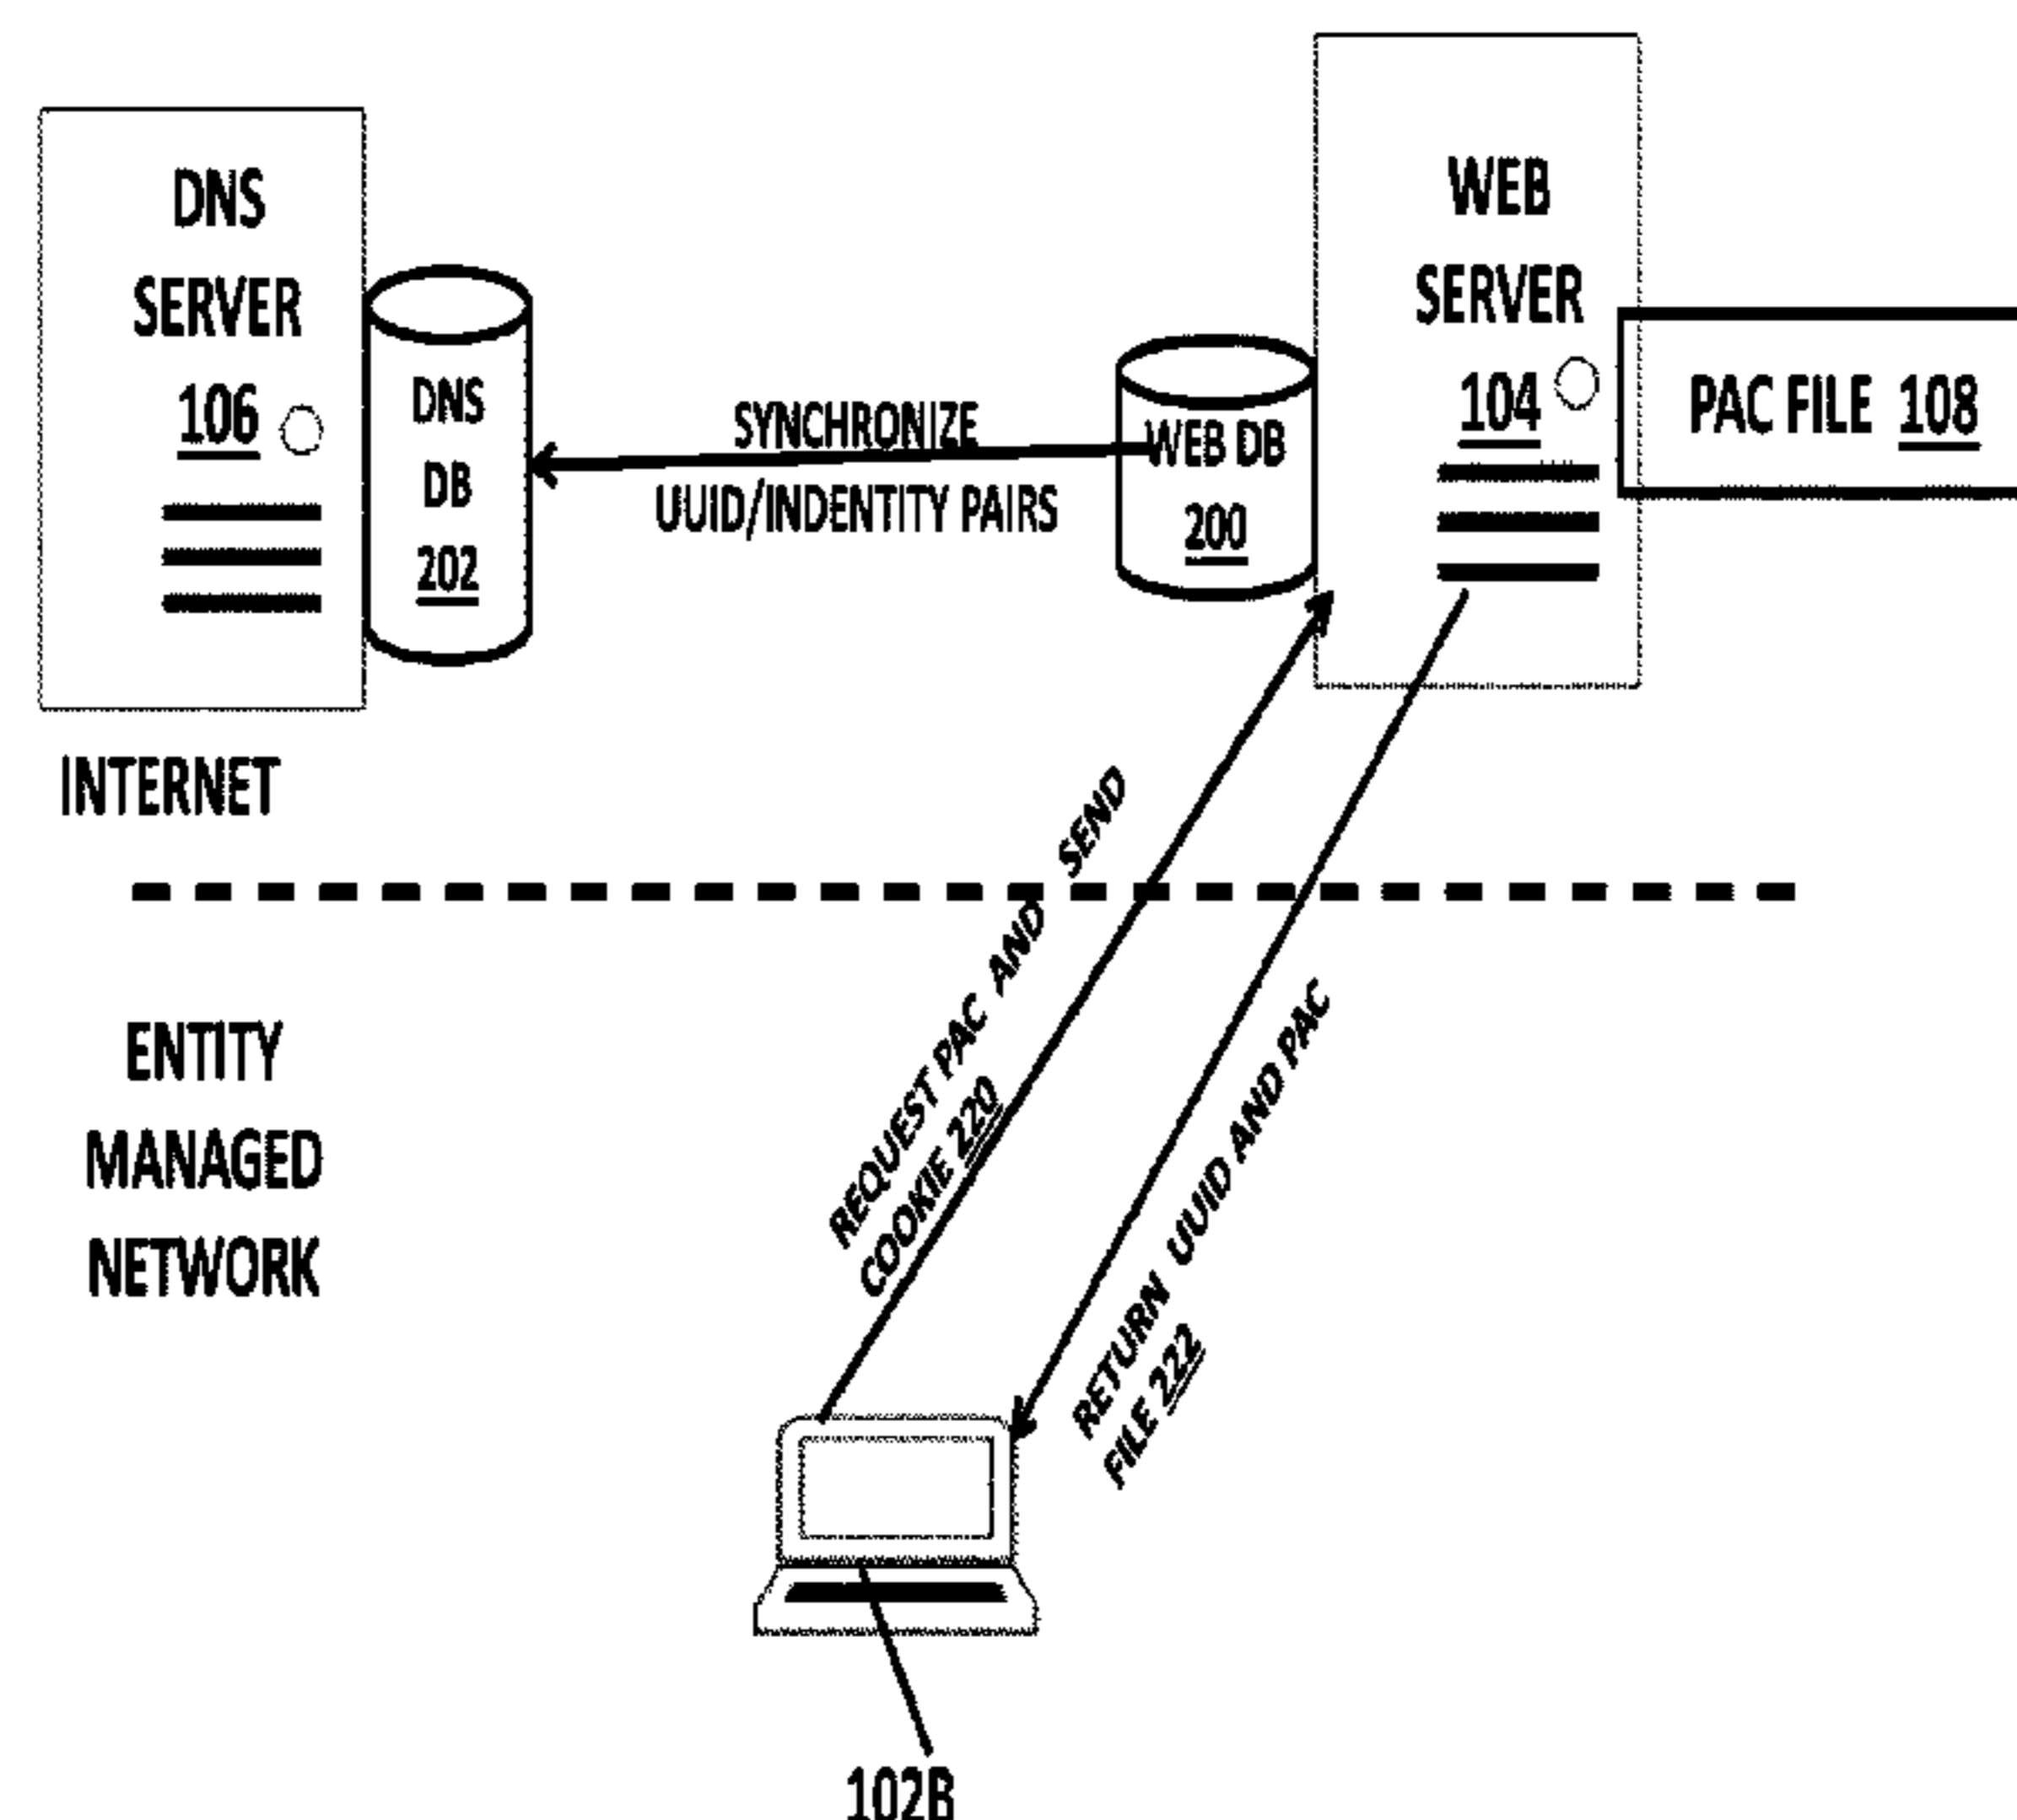 DNS
SERVER
106
DNS
DB
202
SYNCHRONIZE
UUID/INDENTITY PAIRS
WEB DB
200
WEB
SERVER
104
PAC FILE 108
INTERNET
REQUEST PAC AND SEND
COOKIE 220
RETURN UUID AND PAC
FILE 222
ENTITY
MANAGED
NETWORK
102B